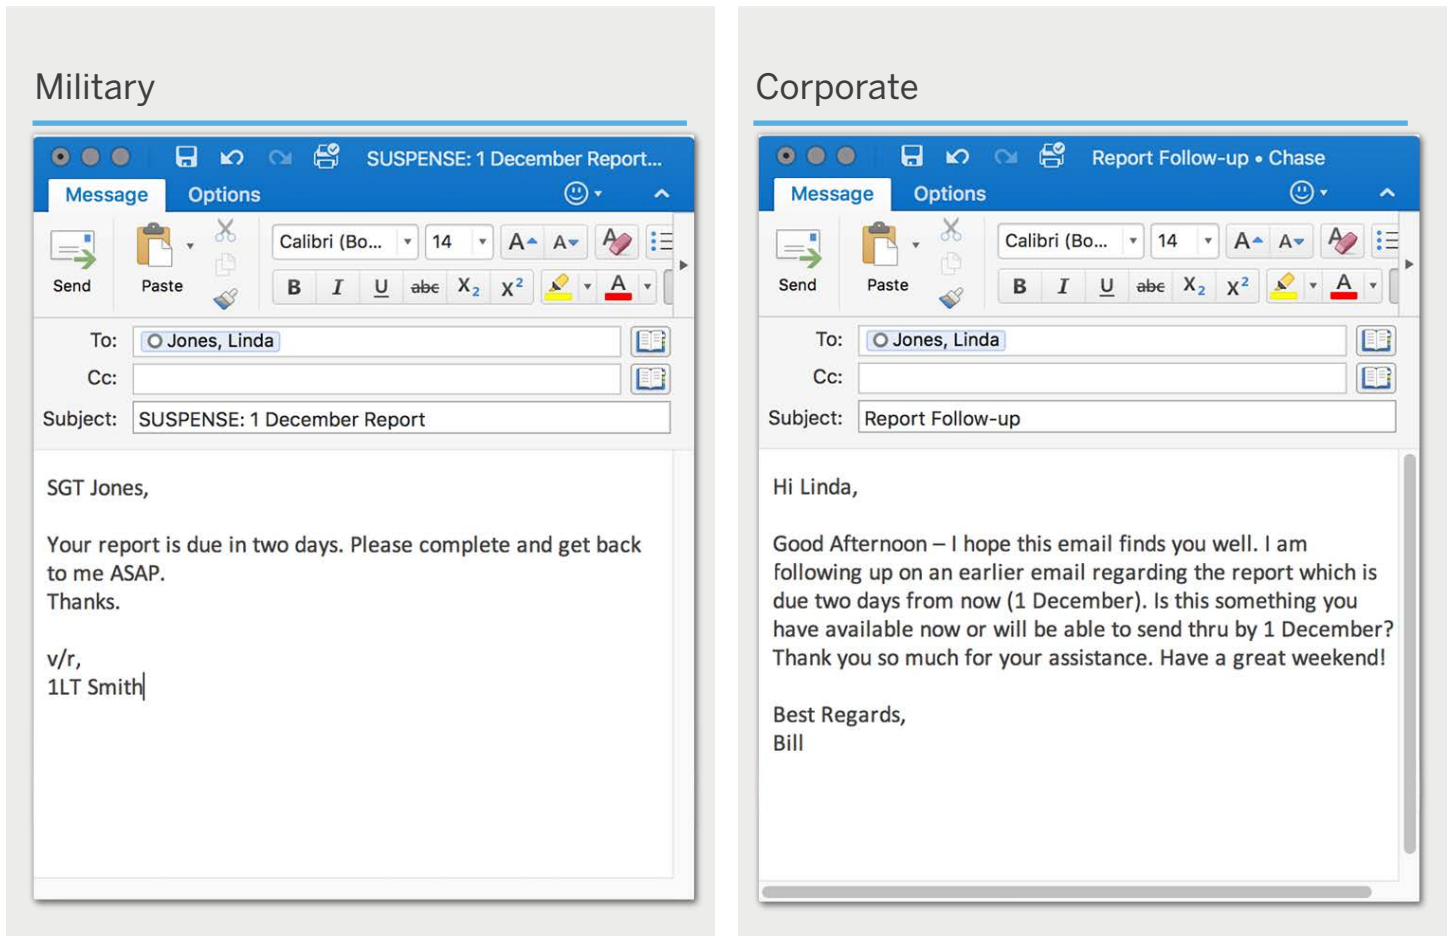 Military
SUSPENSE: 1 December Report...
Message Options
Calibri (Bo... 14 A A
Send Paste B I U abc X2 X2 A
To: Jones, Linda
Cc:
Subject: SUSPENSE: 1 December Report
SGT Jones,
Your report is due in two days. Please complete and get back
to me ASAP.
Thanks.
v/r,
1LT Smith
Corporate
Report Follow-up • Chase
Message Options
Calibri (Bo... 14 A A
Send Paste B I U abc X2 X2 A
To: Jones, Linda
Cc:
Subject: Report Follow-up
Hi Linda,
Good Afternoon – I hope this email finds you well. I am
following up on an earlier email regarding the report which is
due two days from now (1 December). Is this something you
have available now or will be able to send thru by 1 December?
Thank you so much for your assistance. Have a great weekend!
Best Regards,
Bill